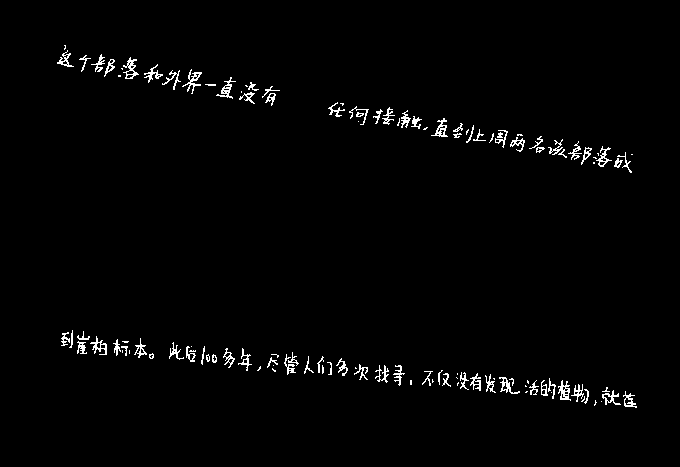 这个部落和外界一直没有任何接触，直到上周两名该部落成
到崖柏标本。此后100多年，尽管人们多次找寻，不仅没有发现活的植物，就连